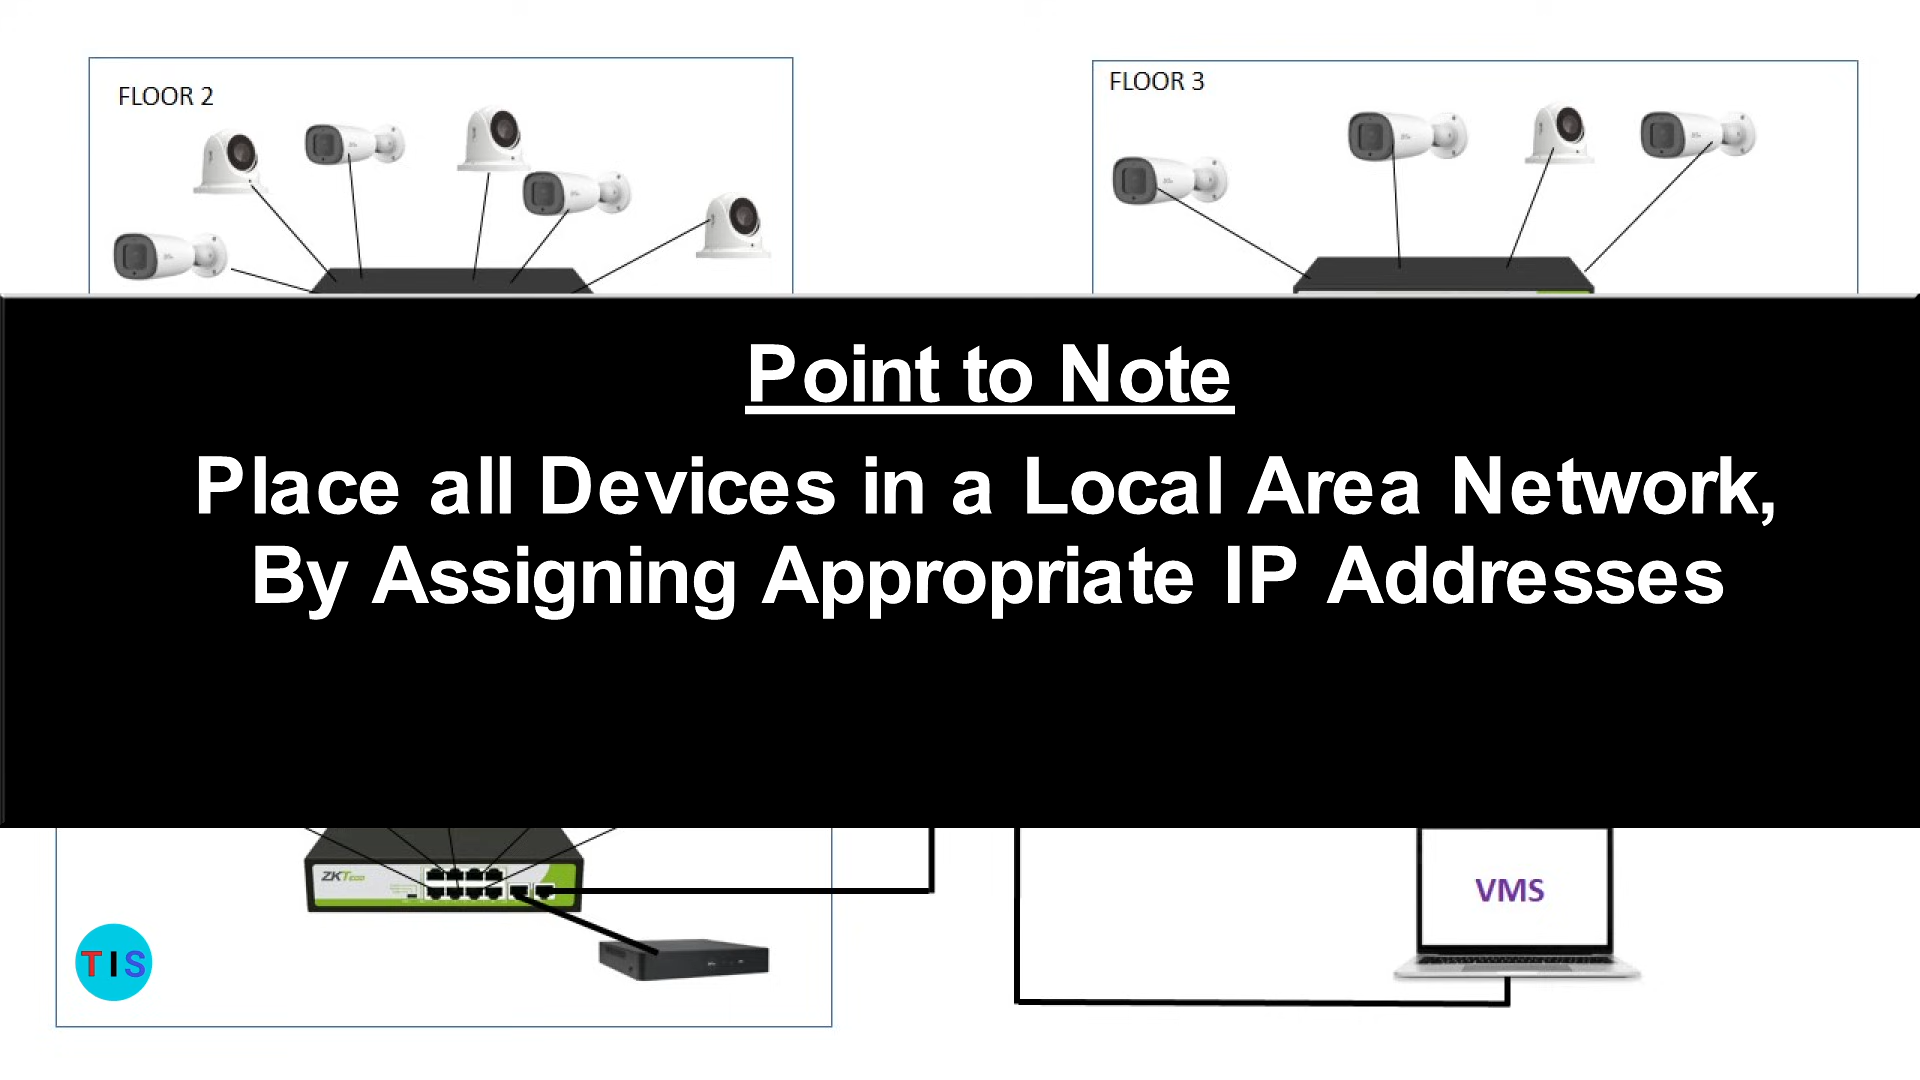 FLOOR 2
FLOOR 3
Point to Note
Place all Devices in a Local Area Network,
By Assigning Appropriate IP Addresses
ZKTeco
VMS
TIS